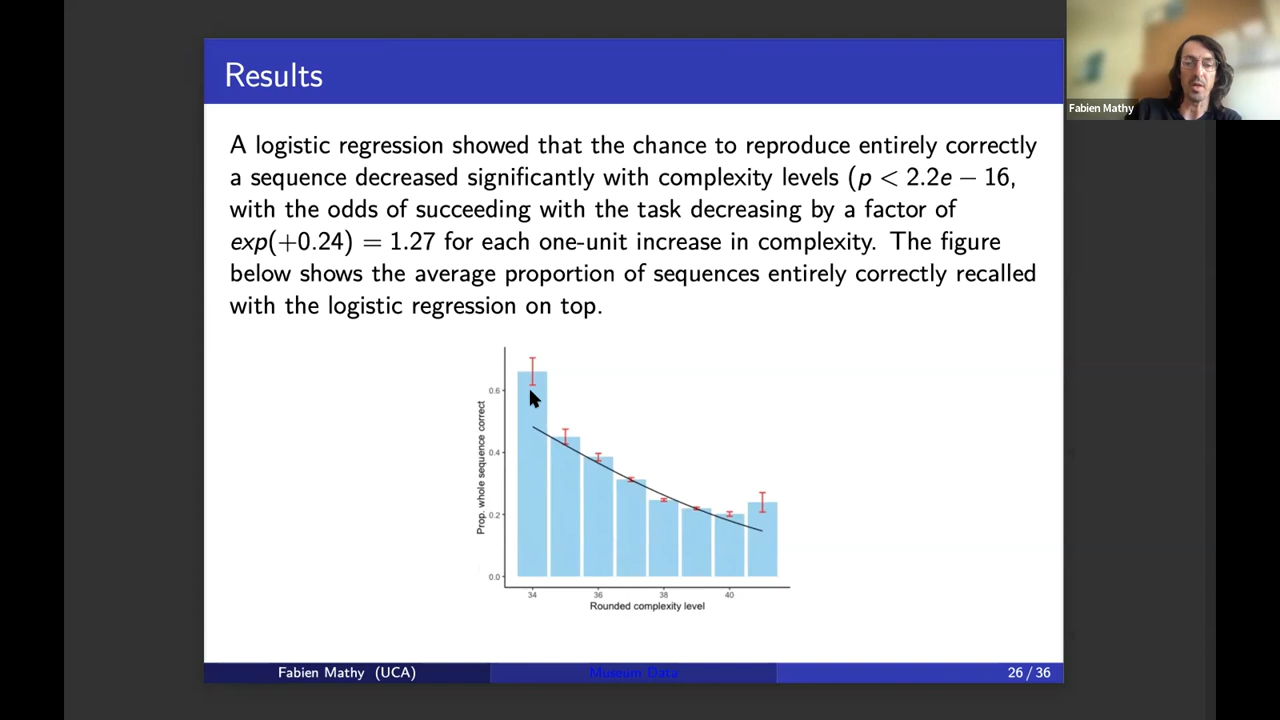 Results
Fabien Mathy
A logistic regression showed that the chance to reproduce entirely correctly
a sequence decreased significantly with complexity levels (p < 2.2e − 16,
with the odds of succeeding with the task decreasing by a factor of
exp(+0.24) = 1.27 for each one-unit increase in complexity. The figure
below shows the average proportion of sequences entirely correctly recalled
with the logistic regression on top.
Prop. whole sequence correct
0.6
0.4
0.2
0.0
34 36 38 40
Rounded complexity level
Fabien Mathy (UCA) Museum Data 26 / 36